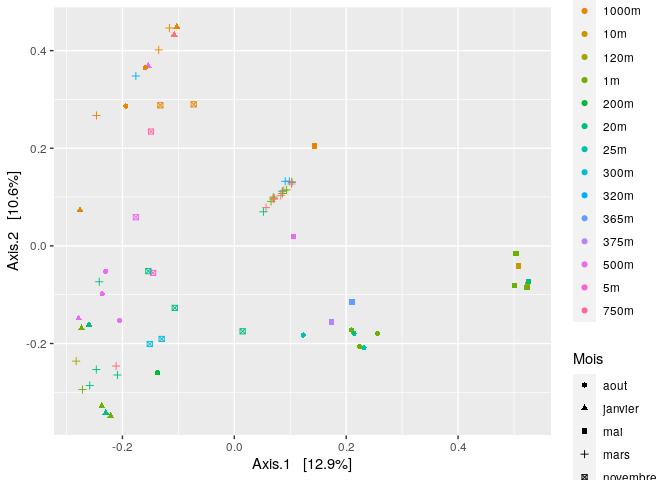 1000m
10m
120m
1m
200m
20m
25m
300m
320m
365m
375m
500m
5m
750m
Mois
aout
janvier
mai
mars
novembre
0.4
0.2
0.0
-0.2
Axis.2 [10.6%]
-0.2 0.0 0.2 0.4
Axis.1 [12.9%]